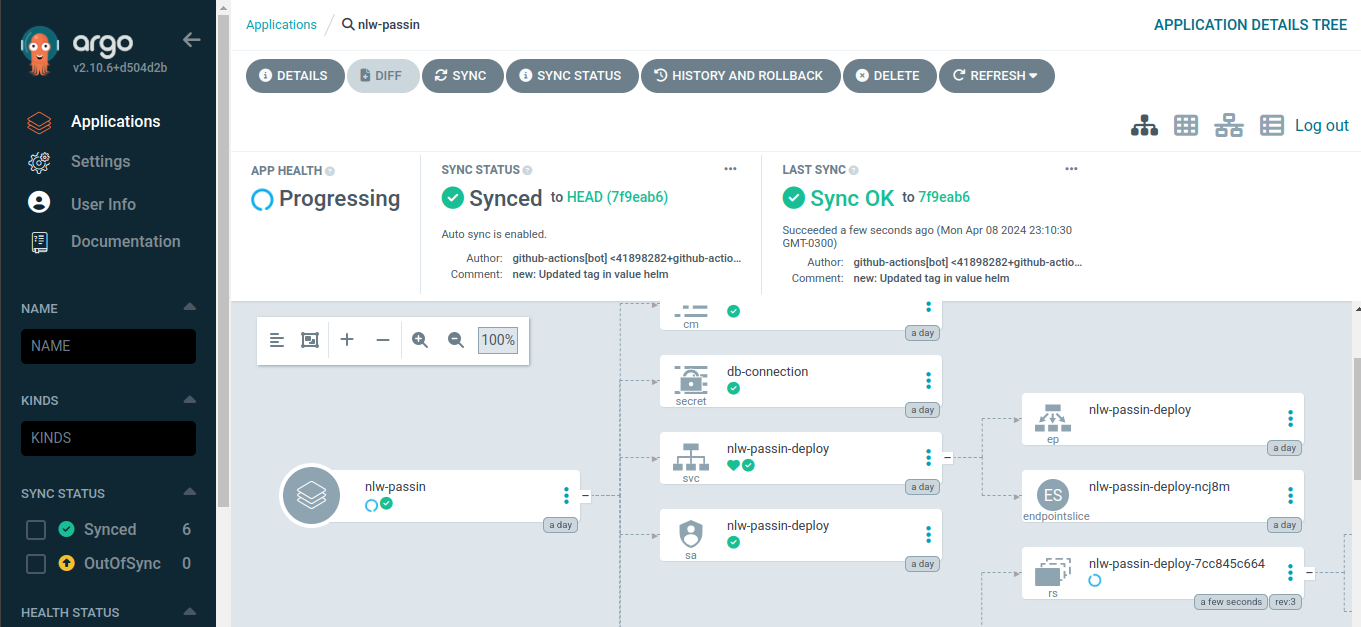 argo
v2.10.6+d504d2b
Applications
Settings
User Info
Documentation
NAME
NAME
KINDS
KINDS
SYNC STATUS
Synced 6
OutOfSync 0
HEALTH STATUS
Applications / nlw-passin
APPLICATION DETAILS TREE
DETAILS DIFF SYNC SYNC STATUS HISTORY AND ROLLBACK DELETE REFRESH
Log out
APP HEALTH
Progressing
SYNC STATUS
Synced to HEAD (7f9eab6)
Auto sync is enabled.
Author: github-actions[bot] <41898282+github-actio...
Comment: new: Updated tag in value helm
LAST SYNC
Sync OK to 7f9eab6
Succeeded a few seconds ago (Mon Apr 08 2024 23:10:30
GMT-0300)
Author: github-actions[bot] <41898282+github-actio...
Comment: new: Updated tag in value helm
100%
nlw-passin
a day
cm
a day
db-connection
secret
a day
nlw-passin-deploy
svc
a day
nlw-passin-deploy
sa
a day
nlw-passin-deploy
ep
a day
nlw-passin-deploy-ncj8m
ES
endpointslice
a day
nlw-passin-deploy-7cc845c664
rs
a few seconds rev:3